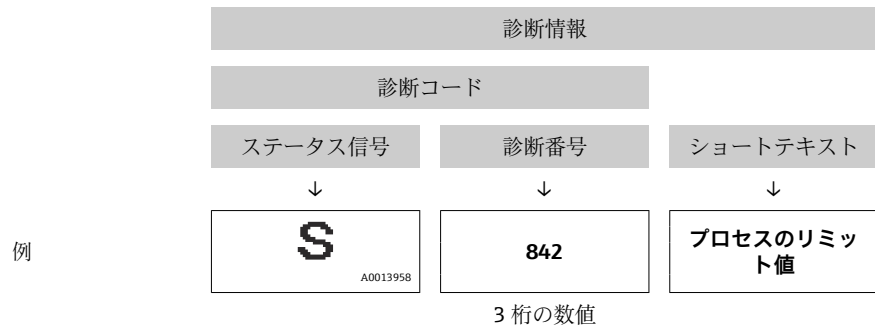 診断情報
診断コード
ステータス信号 診断番号 ショートテキスト
↓ ↓ ↓
例 S 842 プロセスのリミッ
ト値
A0013958
3 桁の数値